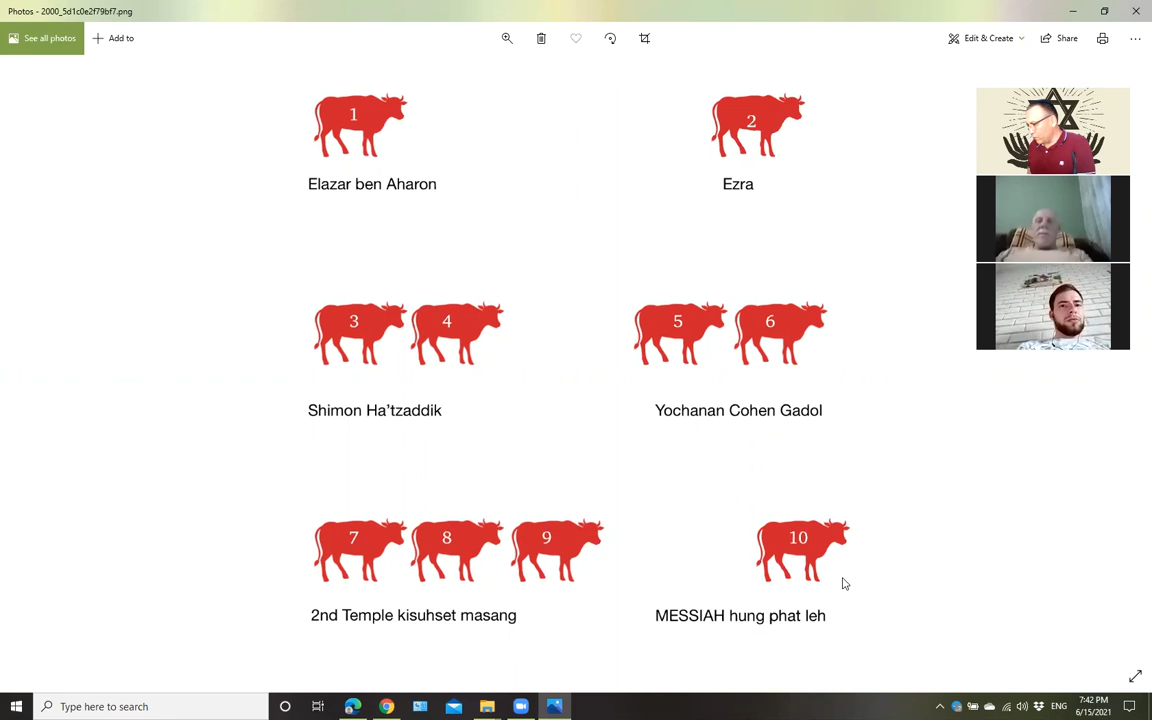 Photos - 2000_5d1c0e2f79bf7.png
See all photos
Add to
Edit & Create
Share
1
2
Elazar ben Aharon
Ezra
3
4
5
6
Shimon Ha'tzaddik
Yochanan Cohen Gadol
7
8
9
10
2nd Temple kisuhset masang
MESSIAH hung phat leh
Type here to search
ENG
7:42 PM
6/15/2021